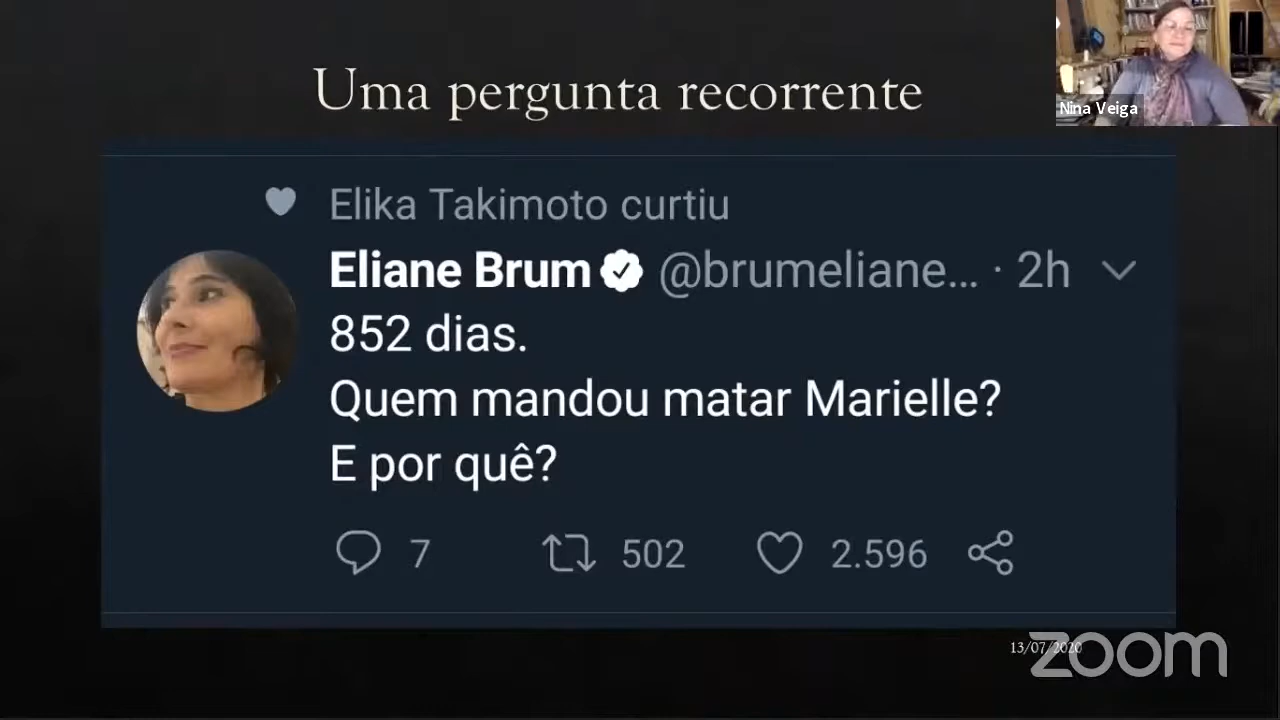 Uma pergunta recorrente
Nina Veiga
Elika Takimoto curtiu
Eliane Brum @brumeliane... · 2h
852 dias.
Quem mandou matar Marielle?
E por quê?
7 502 2.596
13/07/2020
zoom